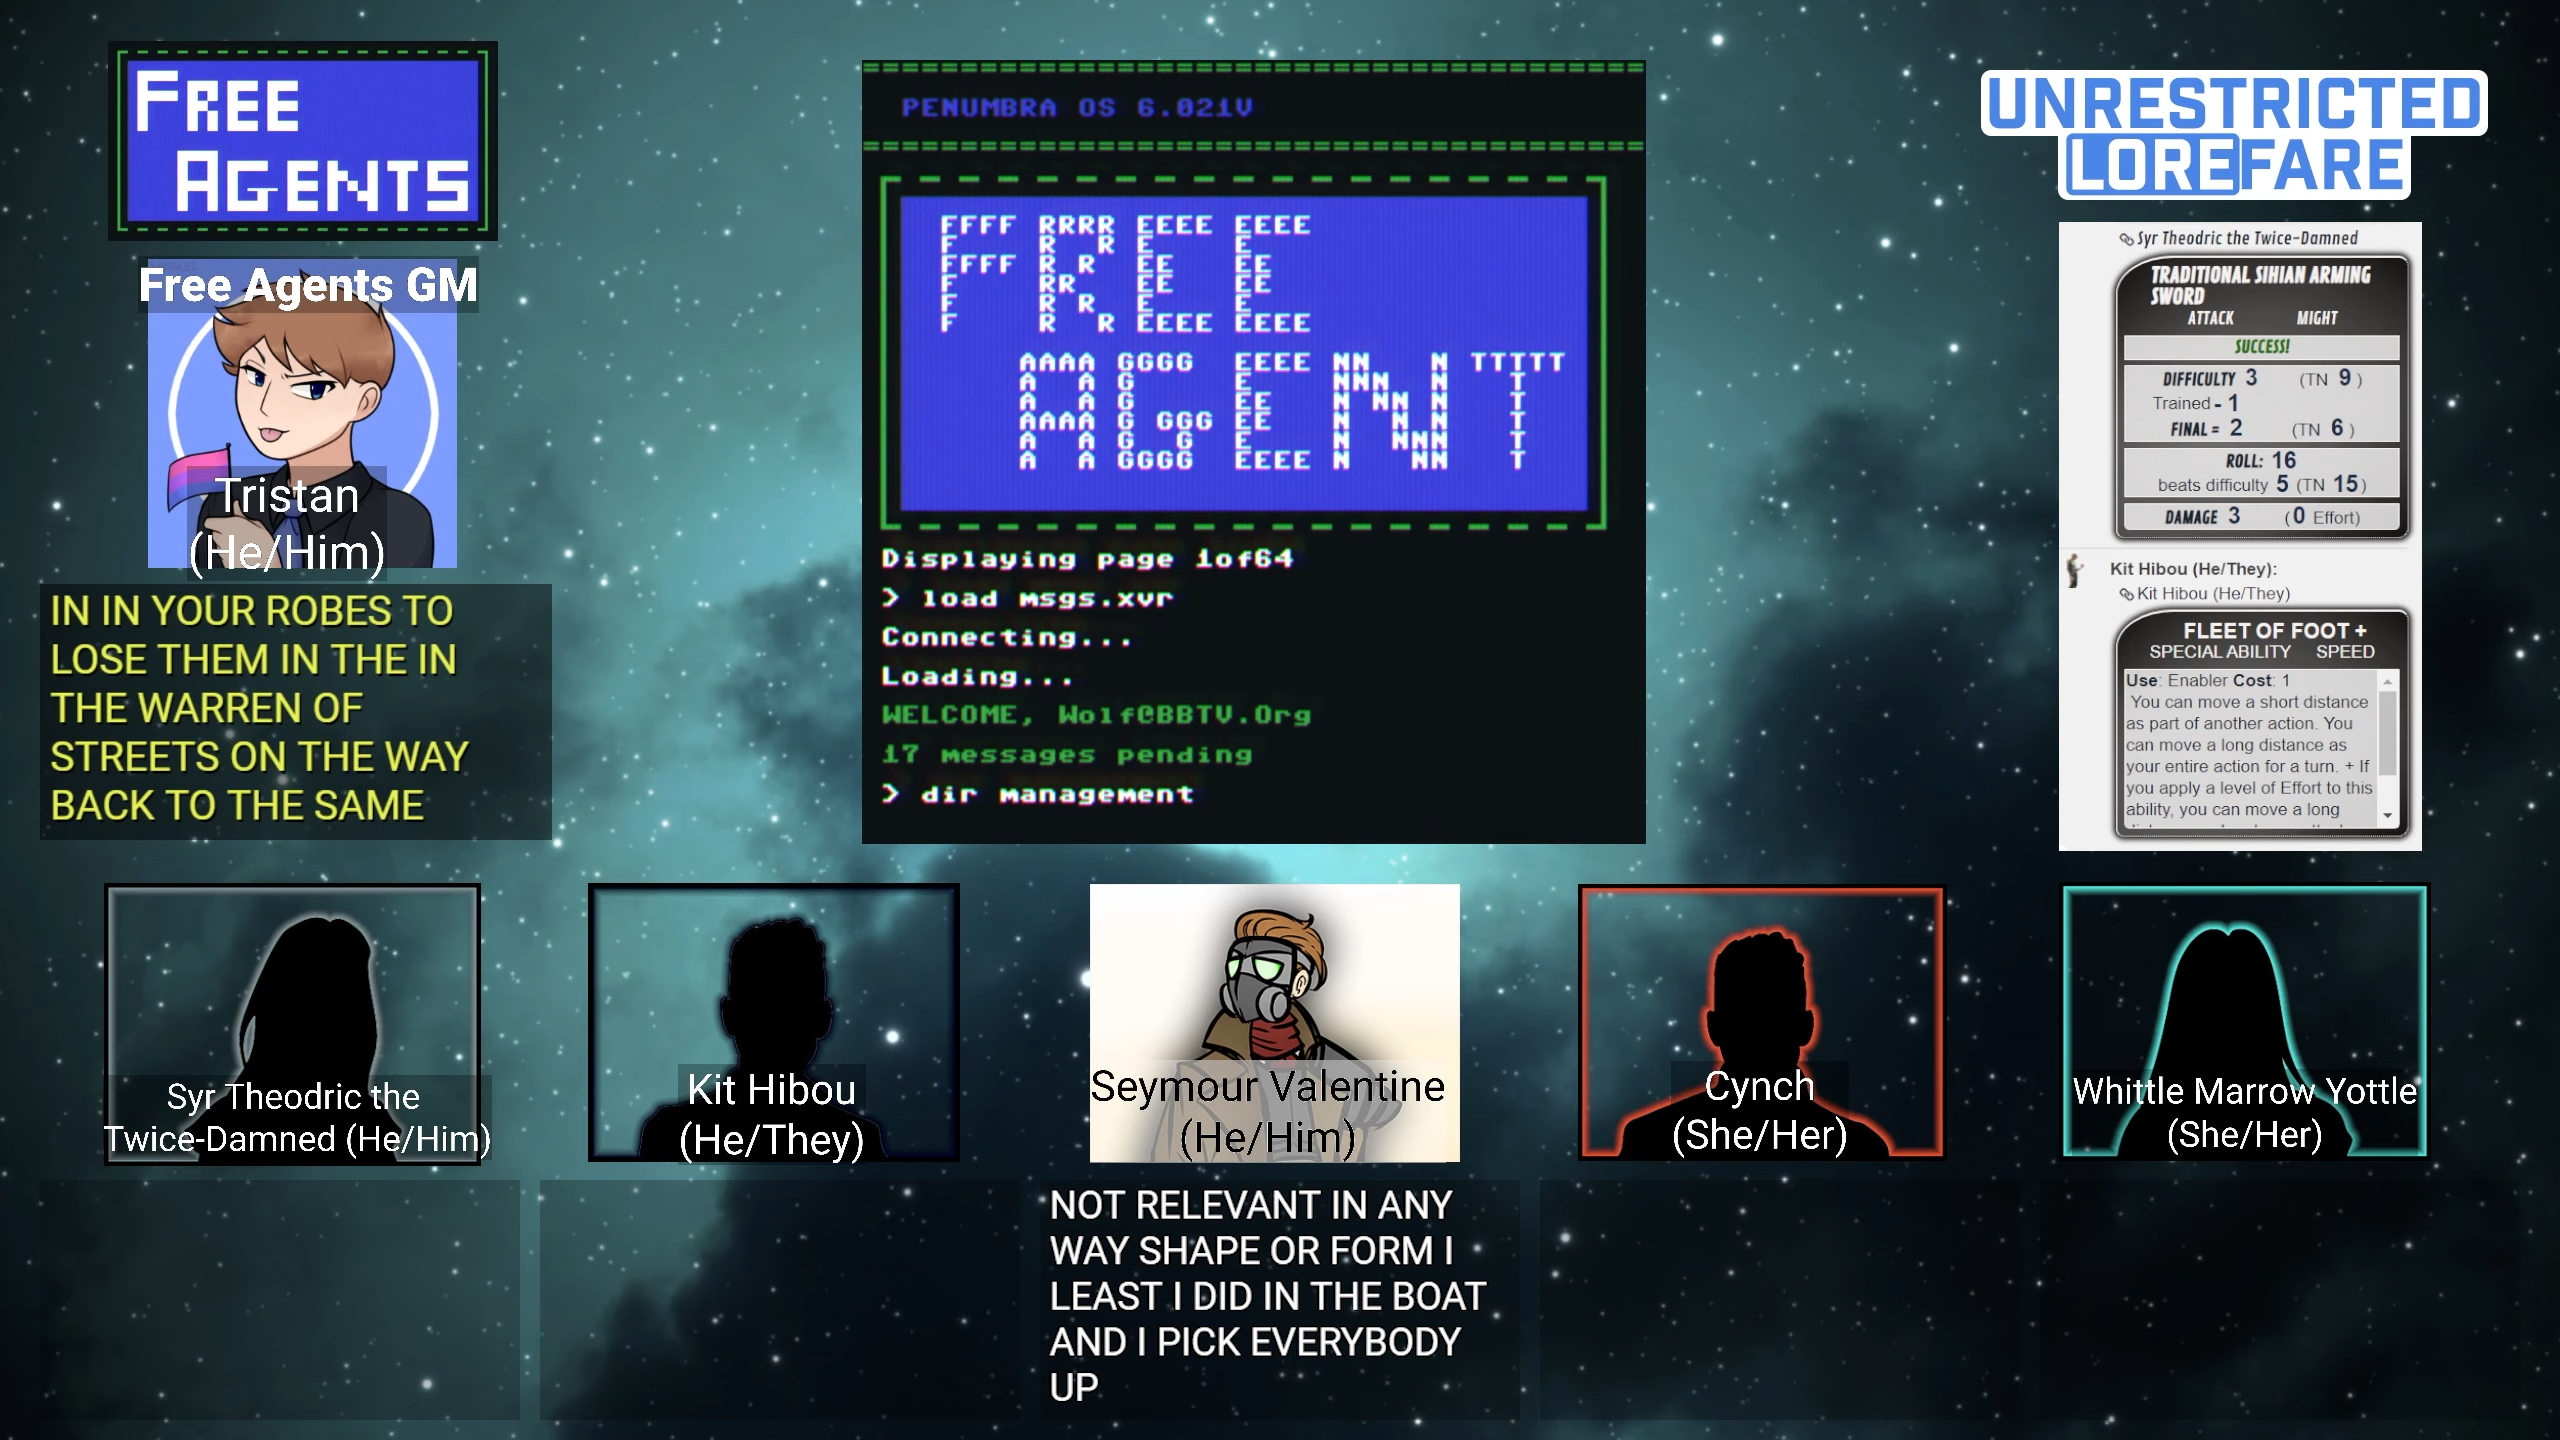 FREE
AGENTS
Free Agents GM
Tristan
(He/Him)
IN IN YOUR ROBES TO
LOSE THEM IN THE IN
THE WARREN OF
STREETS ON THE WAY
BACK TO THE SAME
PENUMBRA OS 6.021V
FREE
AGENT
Displaying page 1of64
> load msgs.xvr
Connecting...
Loading...
WELCOME, Wolf@BBTV.Org
17 messages pending
> dir management
UNRESTRICTED
LOREFARE
Syr Theodric the Twice-Damned
TRADITIONAL SIHIAN ARMING
SWORD
ATTACK MIGHT
SUCCESS!
DIFFICULTY 3 (TN 9 )
Trained - 1
FINAL = 2 (TN 6 )
ROLL: 16
beats difficulty 5 (TN 15)
DAMAGE 3 (0 Effort)
Kit Hibou (He/They):
Kit Hibou (He/They)
FLEET OF FOOT +
SPECIAL ABILITY SPEED
Use: Enabler Cost: 1
You can move a short distance
as part of another action. You
can move a long distance as
your entire action for a turn. + If
you apply a level of Effort to this
ability, you can move a long
Syr Theodric the
Twice-Damned (He/Him)
Kit Hibou
(He/They)
Seymour Valentine
(He/Him)
Cynch
(She/Her)
Whittle Marrow Yottle
(She/Her)
NOT RELEVANT IN ANY
WAY SHAPE OR FORM I
LEAST I DID IN THE BOAT
AND I PICK EVERYBODY
UP